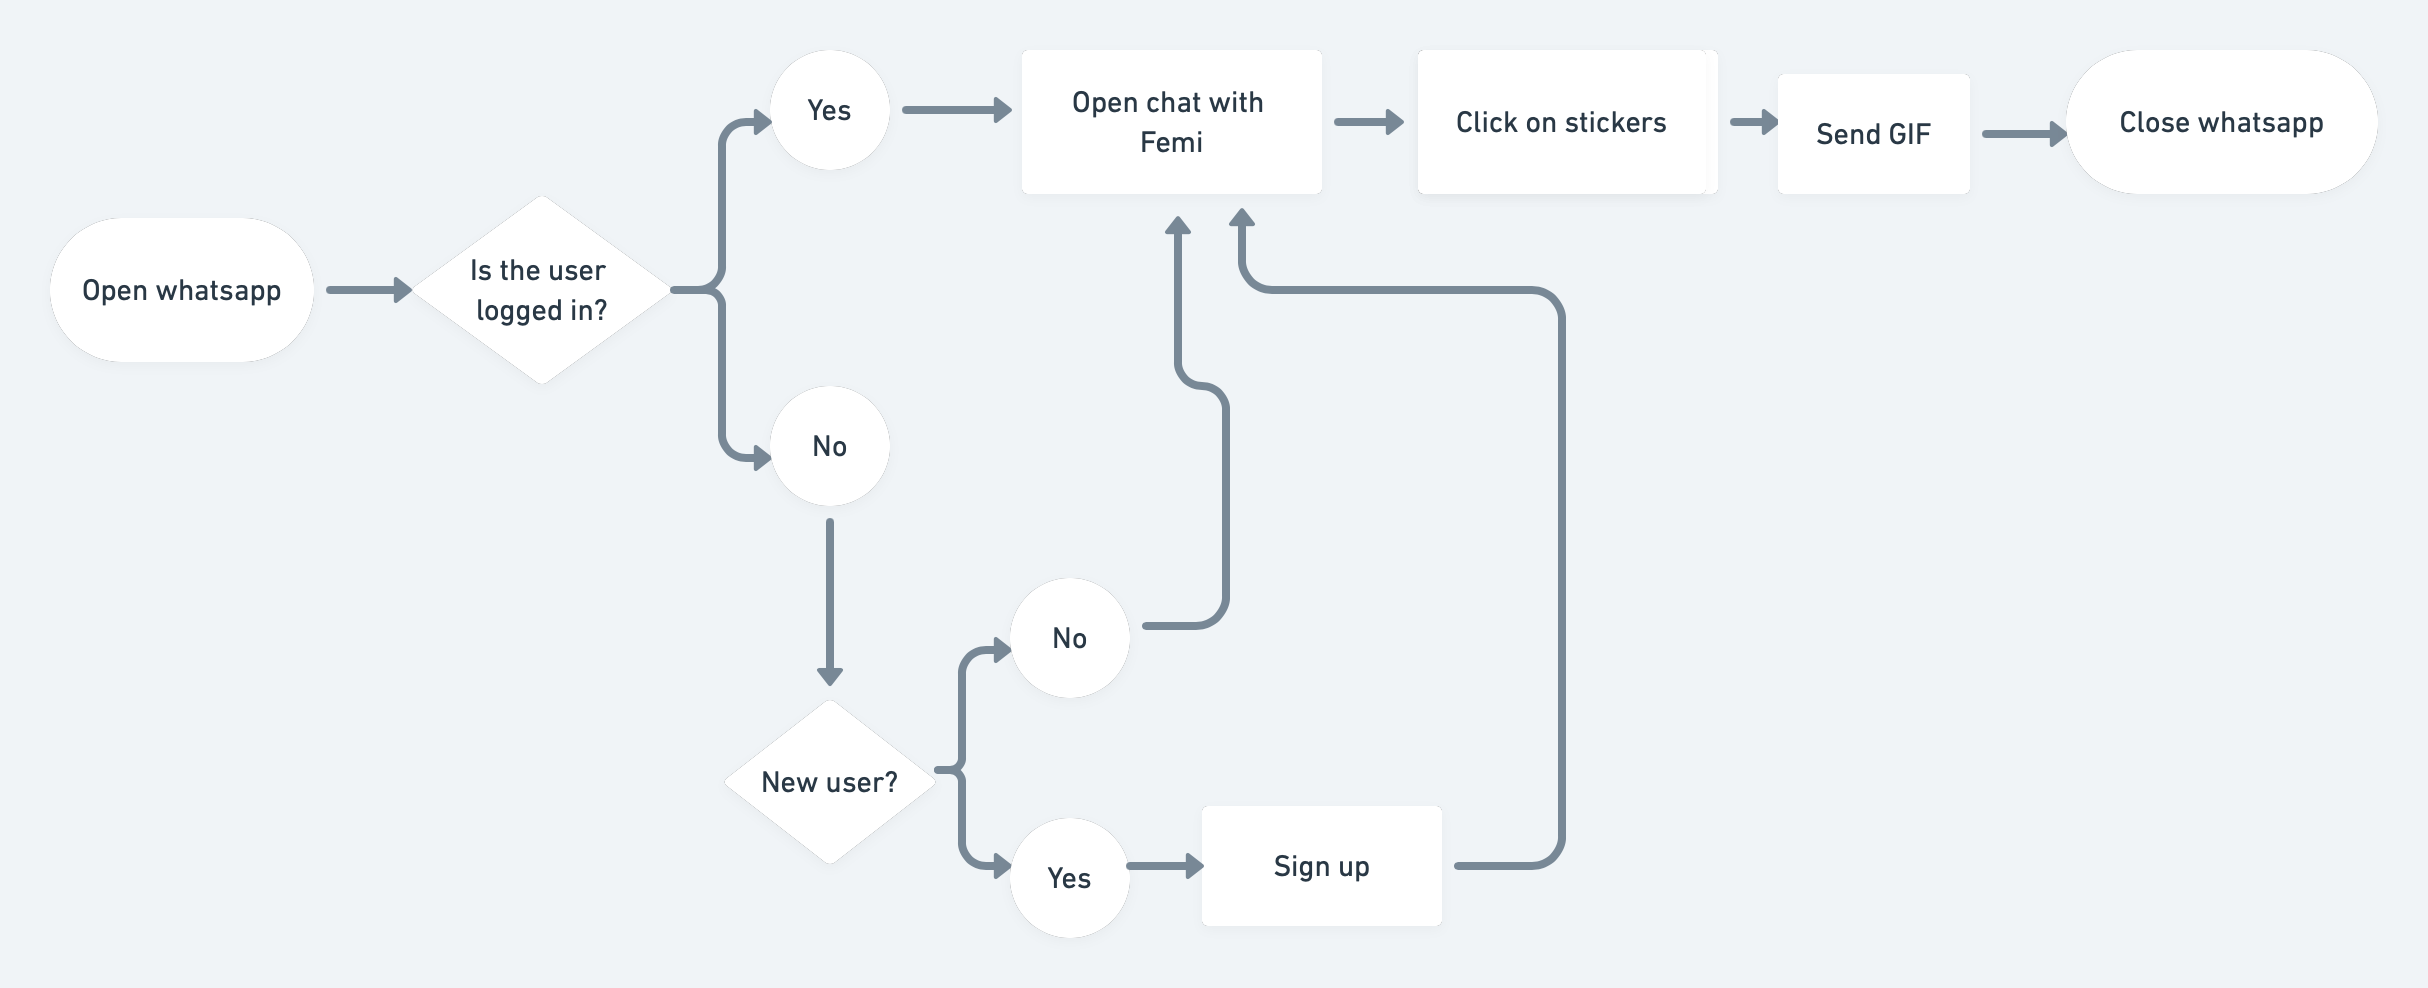 Yes
Open chat with
Femi
Click on stickers
Send GIF
Close whatsapp
Open whatsapp
Is the user
logged in?
No
No
New user?
Yes
Sign up